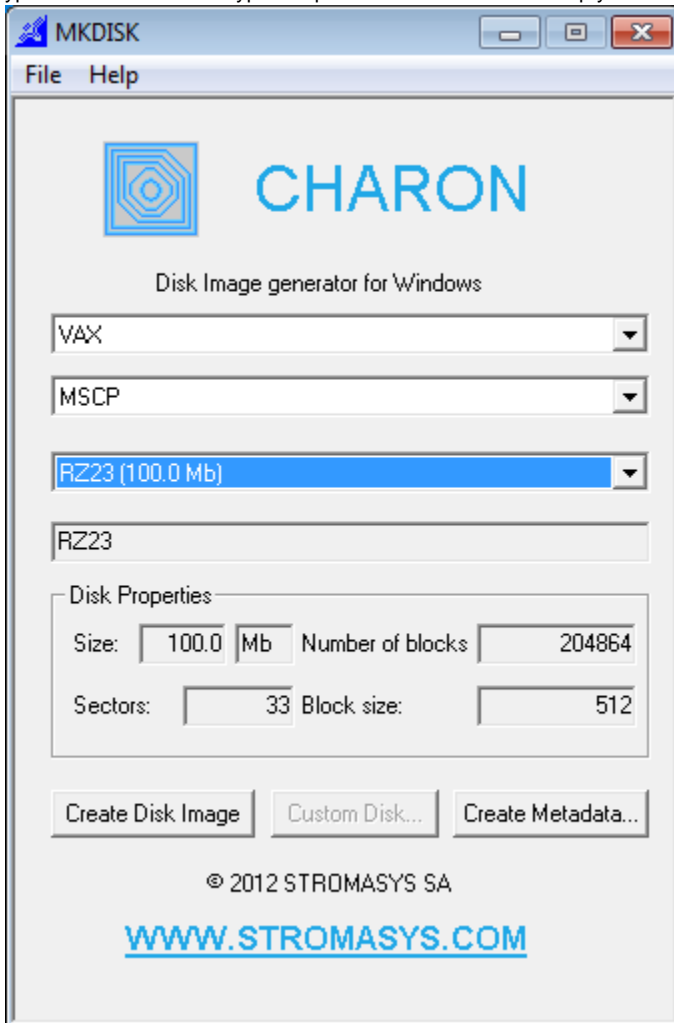 MKDISK
File Help
CHARON
Disk Image generator for Windows
VAX
MSCP
RZ23 (100.0 Mb)
RZ23
Disk Properties
Size: 100.0 Mb Number of blocks 204864
Sectors: 33 Block size: 512
Create Disk Image Custom Disk... Create Metadata...
© 2012 STROMASYS SA
WWW.STROMASYS.COM